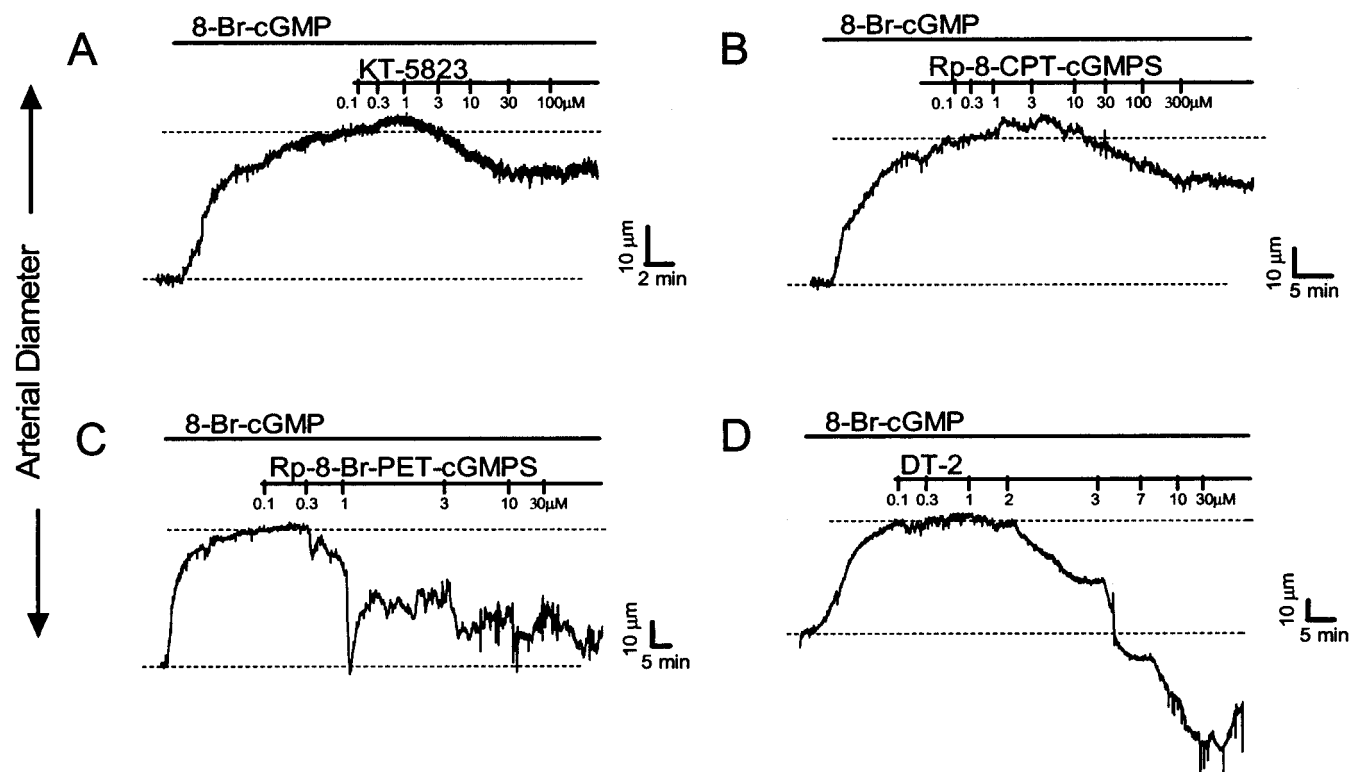 A
8-Br-cGMP
KT-5823
0.1 0.3 1 3 10 30 100µM
10 µm
2 min
B
8-Br-cGMP
Rp-8-CPT-cGMPS
0.1 0.3 1 3 10 30 100 300µM
10 µm
5 min
Arterial Diameter
C
8-Br-cGMP
Rp-8-Br-PET-cGMPS
0.1 0.3 1 3 10 30µM
10 µm
5 min
D
8-Br-cGMP
DT-2
0.1 0.3 1 2 3 7 10 30µM
10 µm
5 min